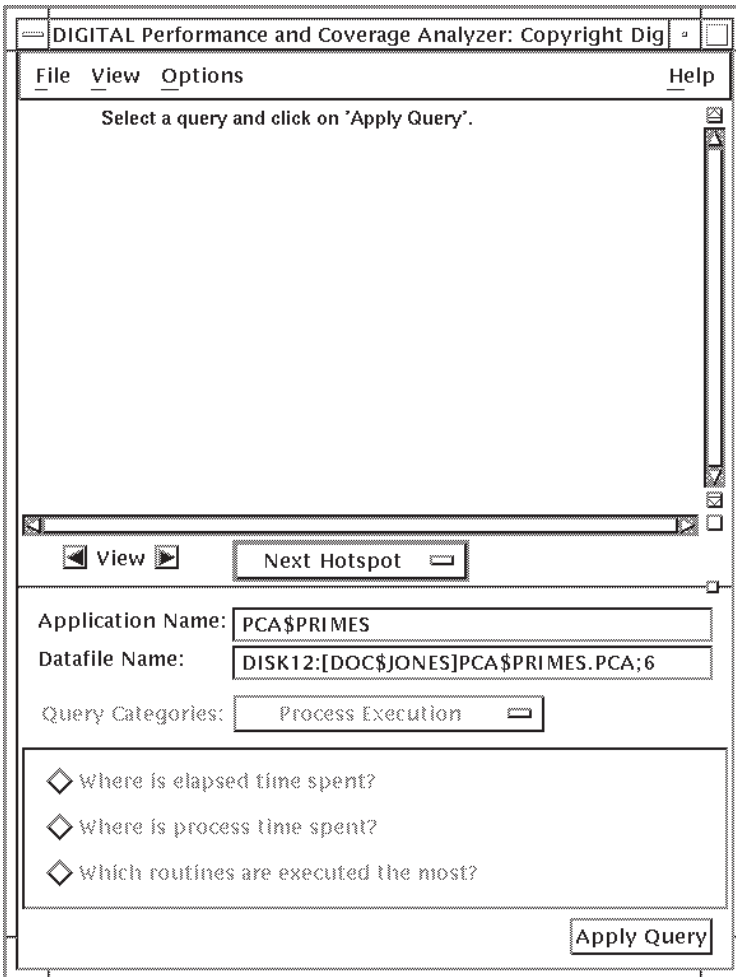 DIGITAL Performance and Coverage Analyzer: Copyright Dig
File View Options Help
Select a query and click on 'Apply Query'.
View Next Hotspot
Application Name: PCA$PRIMES
Datafile Name: DISK12:[DOC$JONES]PCA$PRIMES.PCA;6
Query Categories: Process Execution
Where is elapsed time spent?
Where is process time spent?
Which routines are executed the most?
Apply Query